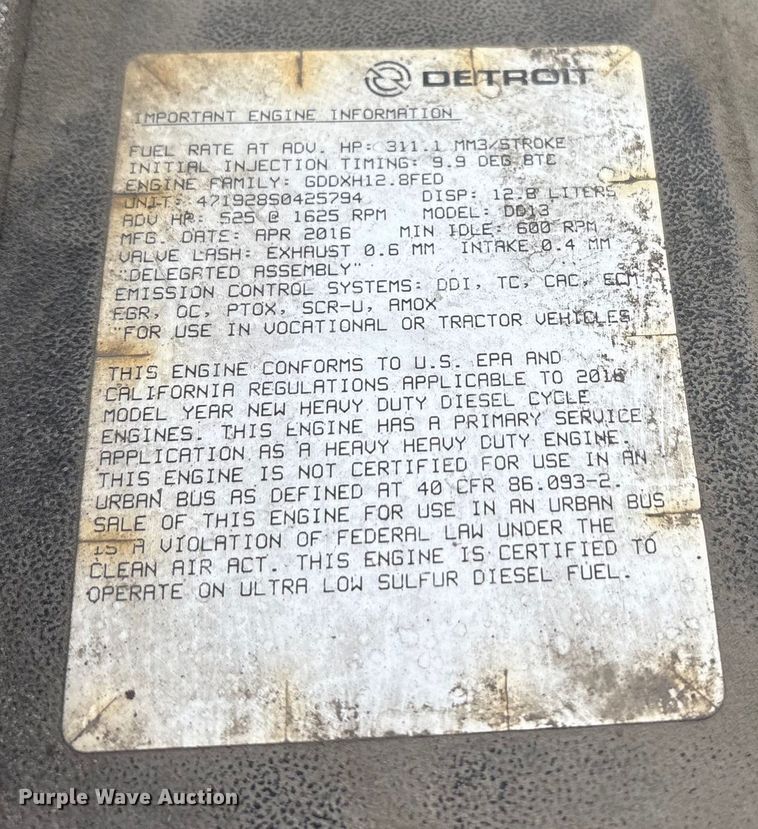 DETROIT
IMPORTANT ENGINE INFORMATION
FUEL RATE AT ADV. HP: 311.1 MM3/STROKE
INITIAL INJECTION TIMING: 9.9 DEG BTC
ENGINE FAMILY: GDDXH12.8FED
UNIT: 471928S0425794 DISP: 12.8 LITERS
ADV HP: 525 @ 1625 RPM MODEL: DD13
MFG. DATE: APR 2016 MIN IDLE: 600 RPM
VALVE LASH: EXHAUST 0.6 MM INTAKE 0.4 MM
"DELEGATED ASSEMBLY"
EMISSION CONTROL SYSTEMS: DDI, TC, CAC, ECM
EGR, OC, PTOX, SCR-U, AMOX
"FOR USE IN VOCATIONAL OR TRACTOR VEHICLES
THIS ENGINE CONFORMS TO U.S. EPA AND
CALIFORNIA REGULATIONS APPLICABLE TO 2016
MODEL YEAR NEW HEAVY DUTY DIESEL CYCLE
ENGINES. THIS ENGINE HAS A PRIMARY SERVICE
APPLICATION AS A HEAVY HEAVY DUTY ENGINE.
THIS ENGINE IS NOT CERTIFIED FOR USE IN AN
URBAN BUS AS DEFINED AT 40 CFR 86.093-2.
SALE OF THIS ENGINE FOR USE IN AN URBAN BUS
IS A VIOLATION OF FEDERAL LAW UNDER THE
CLEAN AIR ACT. THIS ENGINE IS CERTIFIED TO
OPERATE ON ULTRA LOW SULFUR DIESEL FUEL.
Purple Wave Auction